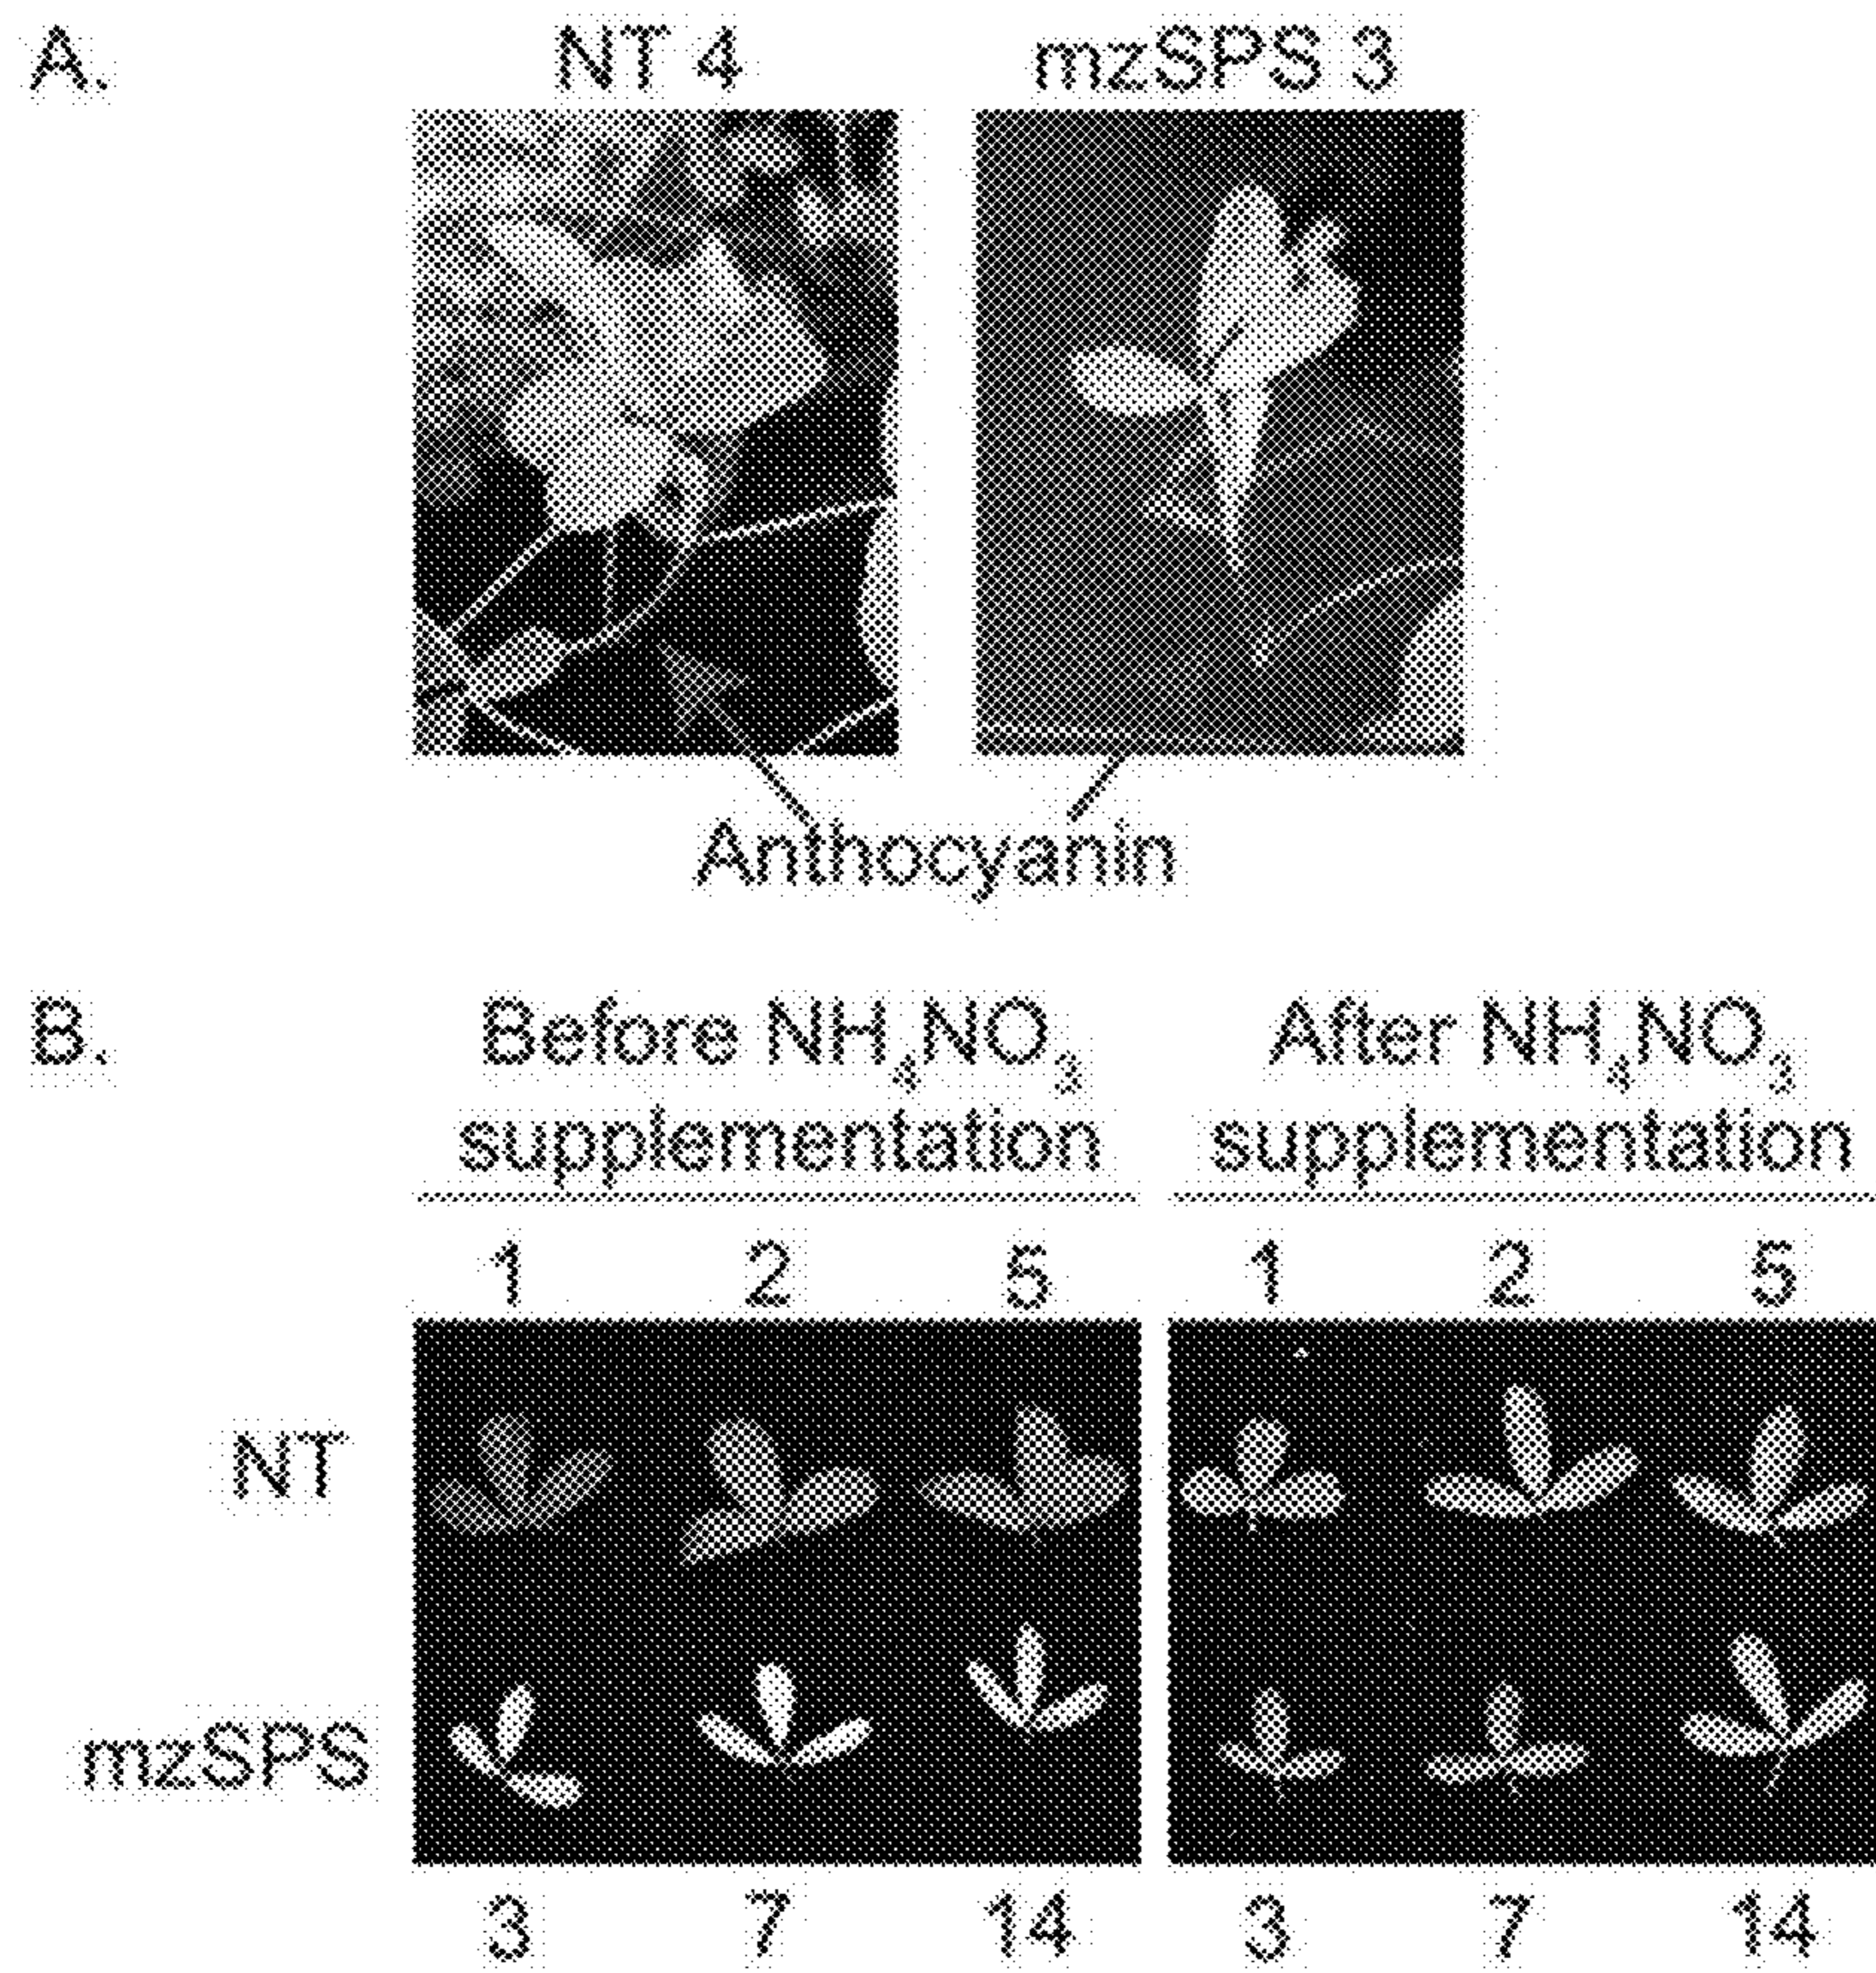 A.
NT 4 mzSPS 3
Anthocyanin
B.
Before NH₄NO₃ After NH₄NO₃
supplementation supplementation
1 2 5 1 2 5
NT
mzSPS
3 7 14 3 7 14